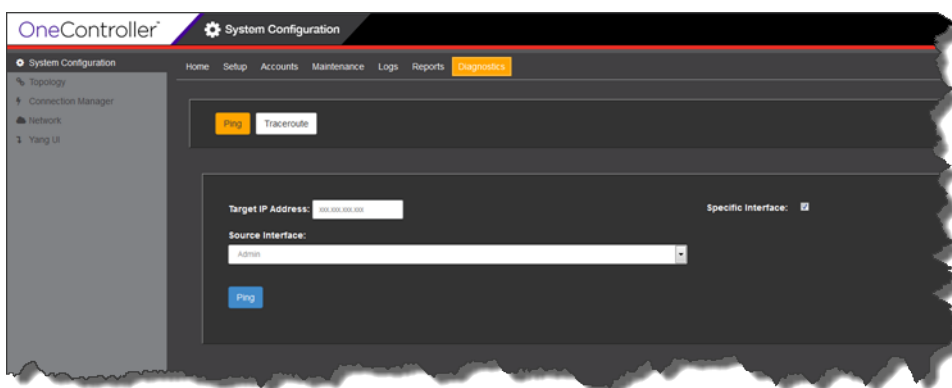 OneController™ System Configuration
System Configuration Home Setup Accounts Maintenance Logs Reports Diagnostics
Topology
Connection Manager
Network
Yang UI
Ping Traceroute
Target IP Address: xxx.xxx.xxx.xxx Specific Interface:
Source Interface:
Admin
Ping